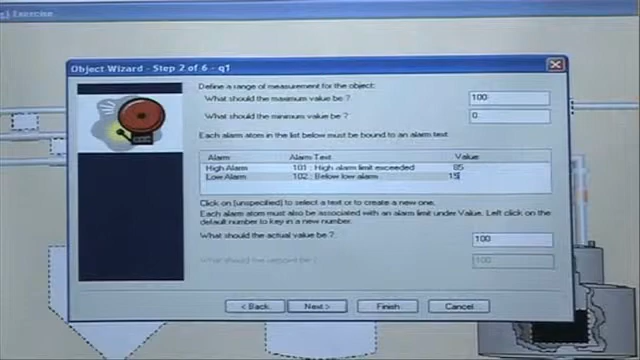 Exercise
Object Wizard - Step 2 of 6 - q1
Define a range of measurement for the object:
What should the maximum value be ? 100
What should the minimum value be ? 0
Each alarm atom in the list below must be bound to an alarm text
Alarm Alarm Text Value
High Alarm 101 : High alarm limit exceeded 85
Low Alarm 102 : Below low alarm 15
Click on (unspecified) to select a text or to create a new one.
Each alarm atom must also be associated with an alarm limit under Value. Left click on the
default number to key in a new number.
What should the actual value be ? 100
What should the setpoint be ? 100
< Back Next > Finish Cancel